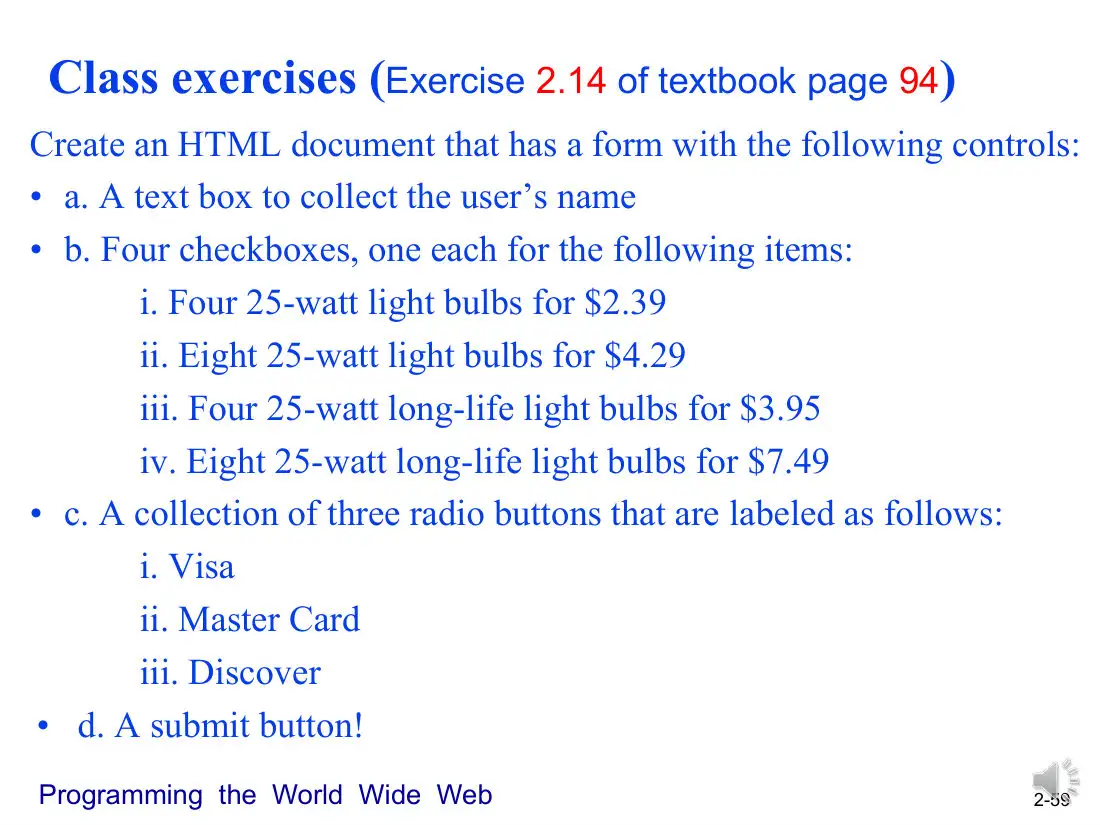 Class exercises (Exercise 2.14 of textbook page 94)
Create an HTML document that has a form with the following controls:
• a. A text box to collect the user’s name
• b. Four checkboxes, one each for the following items:
i. Four 25-watt light bulbs for $2.39
ii. Eight 25-watt light bulbs for $4.29
iii. Four 25-watt long-life light bulbs for $3.95
iv. Eight 25-watt long-life light bulbs for $7.49
• c. A collection of three radio buttons that are labeled as follows:
i. Visa
ii. Master Card
iii. Discover
• d. A submit button!
Programming the World Wide Web
2-59